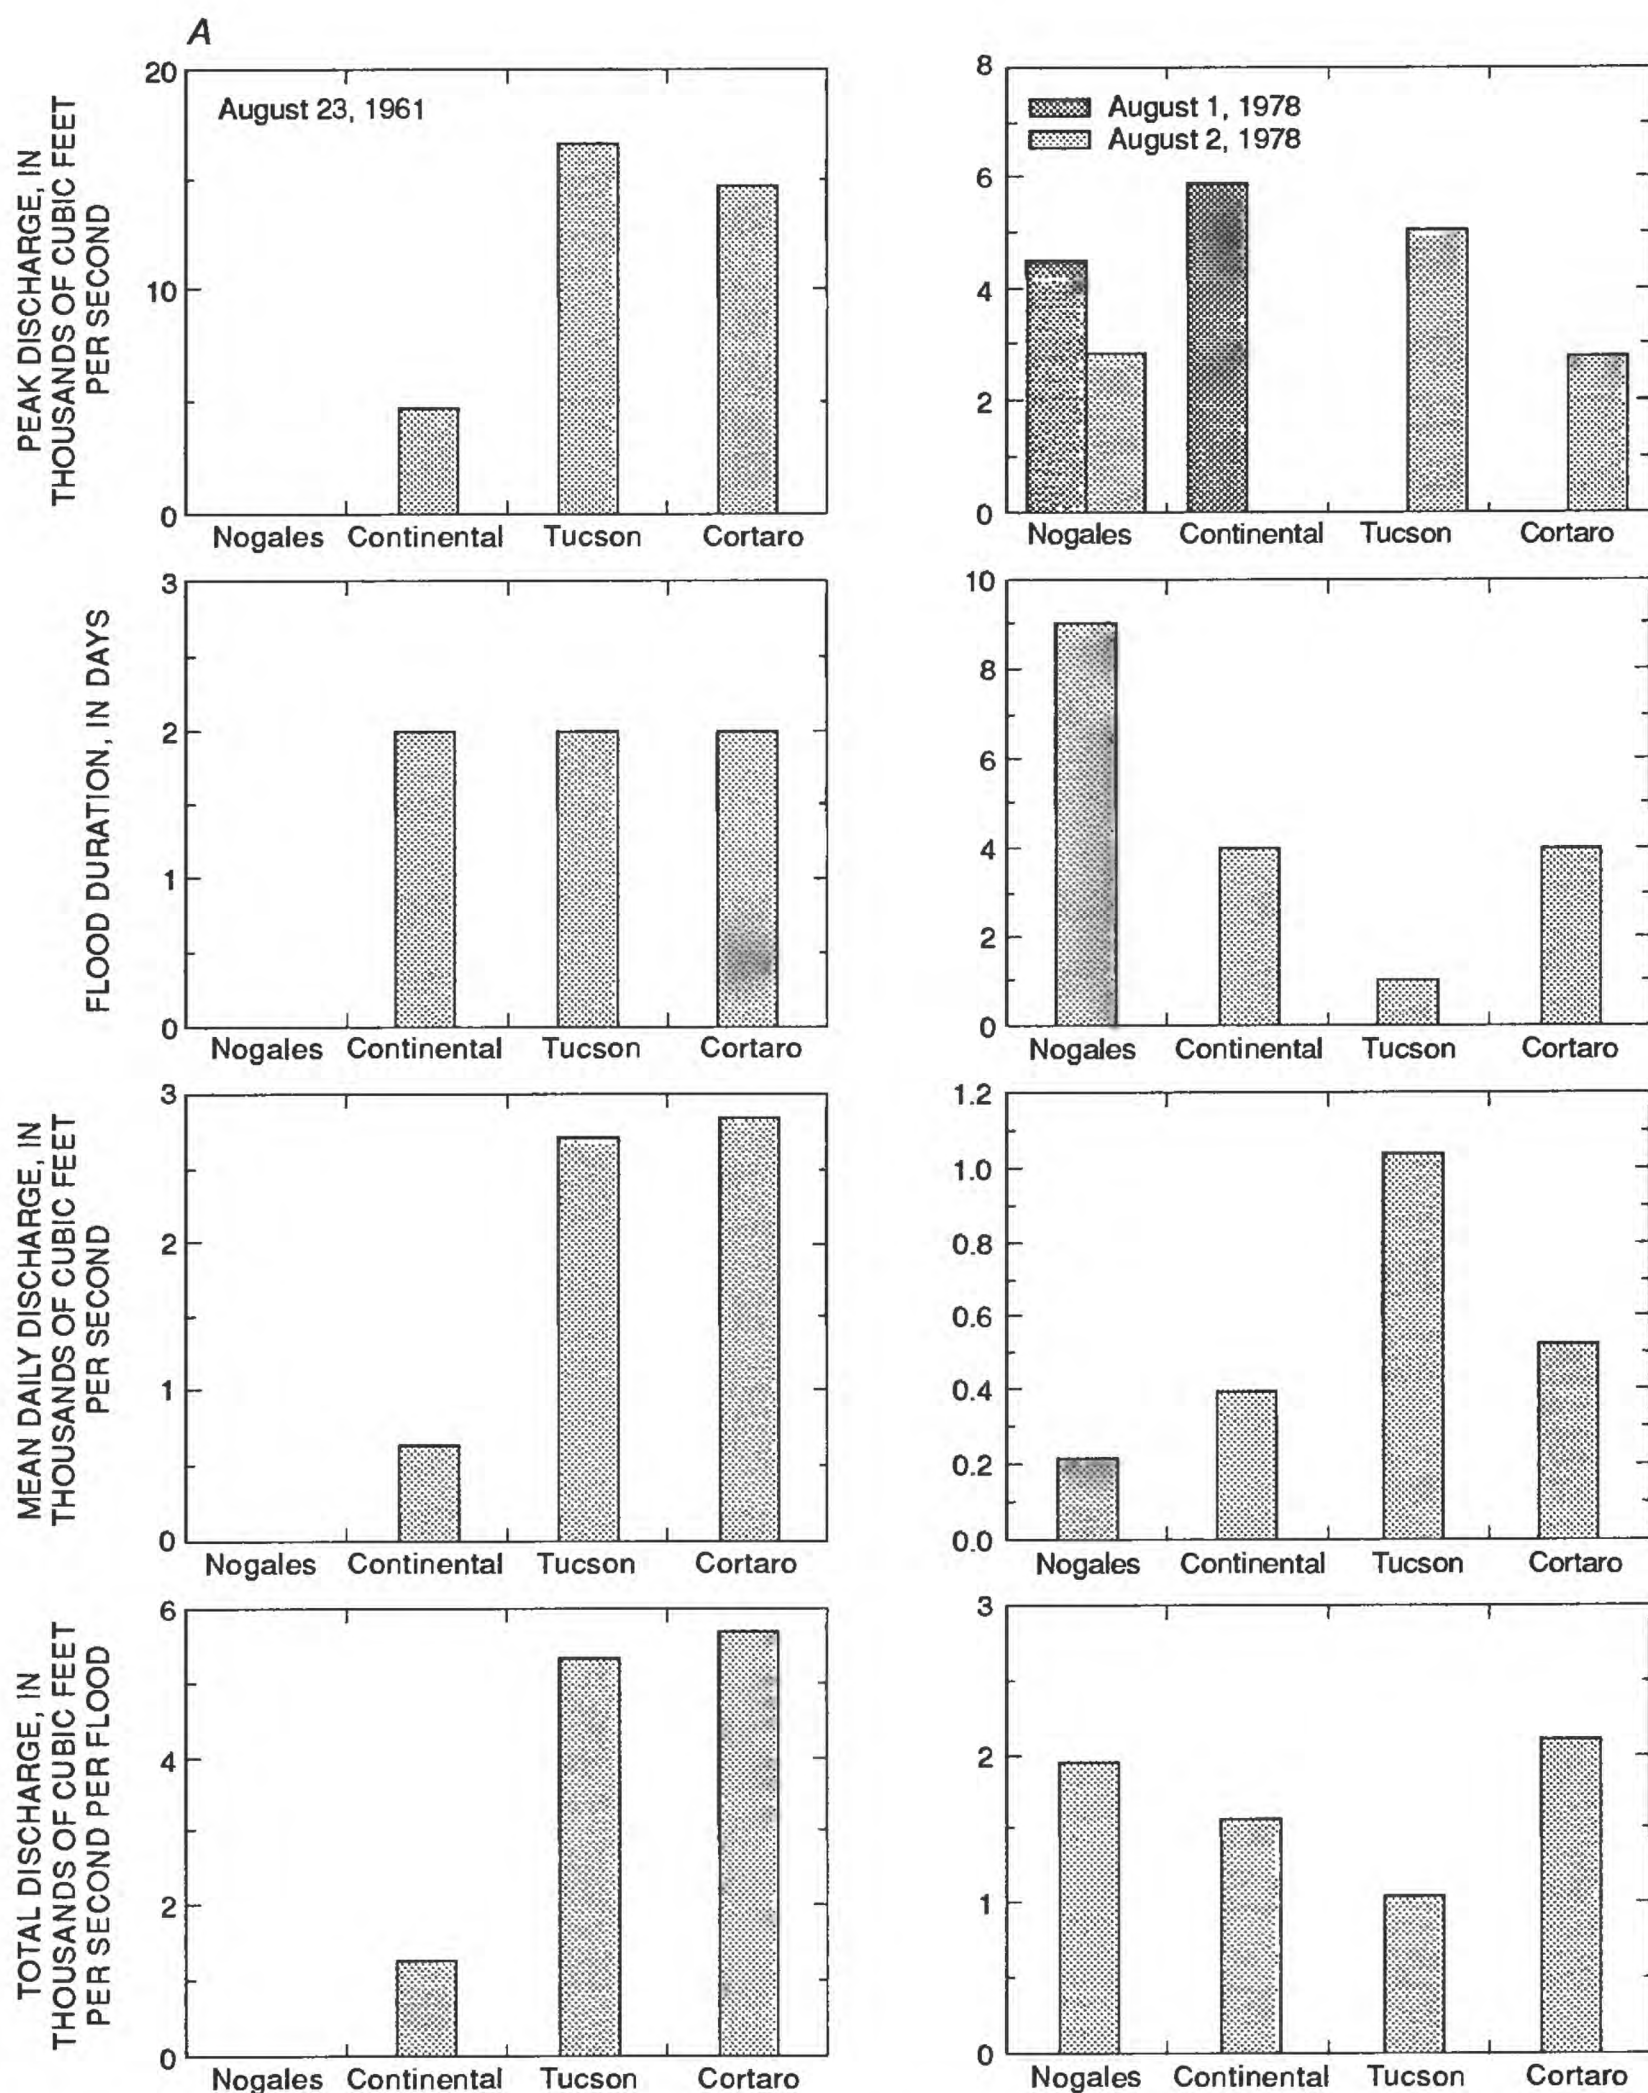 A
PEAK DISCHARGE, IN
THOUSANDS OF CUBIC FEET
PER SECOND
20
10
0
August 23, 1961
Nogales Continental Tucson Cortaro
8
6
4
2
0
August 1, 1978
August 2, 1978
Nogales Continental Tucson Cortaro
FLOOD DURATION, IN DAYS
3
2
1
0
Nogales Continental Tucson Cortaro
10
8
6
4
2
0
Nogales Continental Tucson Cortaro
MEAN DAILY DISCHARGE, IN
THOUSANDS OF CUBIC FEET
PER SECOND
3
2
1
0
Nogales Continental Tucson Cortaro
1.2
1.0
0.8
0.6
0.4
0.2
0.0
Nogales Continental Tucson Cortaro
TOTAL DISCHARGE, IN
THOUSANDS OF CUBIC FEET
PER SECOND PER FLOOD
6
4
2
0
Nogales Continental Tucson Cortaro
3
2
1
0
Nogales Continental Tucson Cortaro